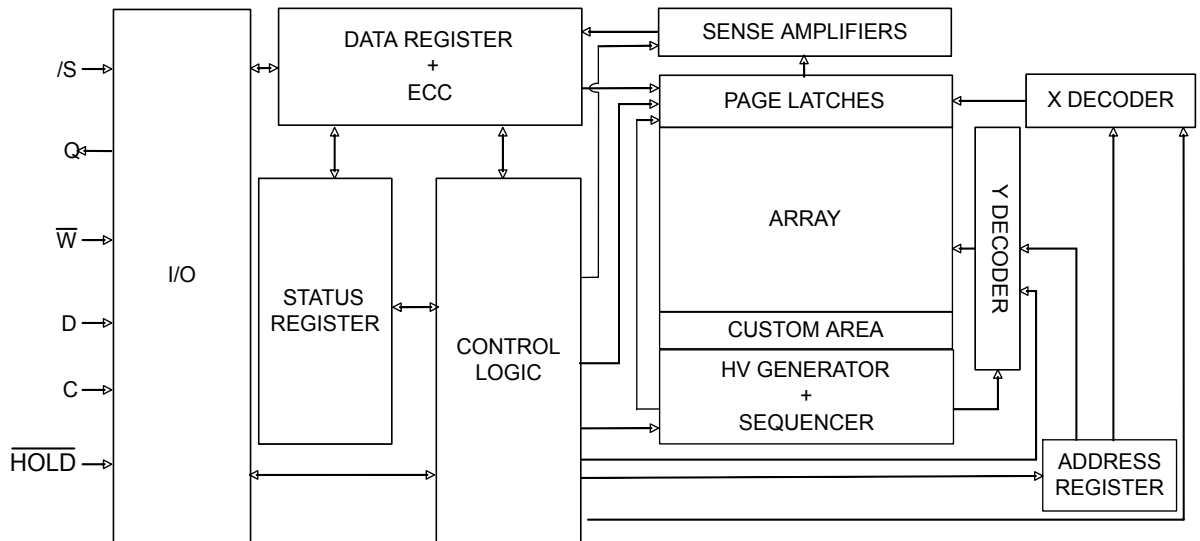 /S
Q
W
D
C
HOLD
I/O
DATA REGISTER
+
ECC
STATUS
REGISTER
CONTROL
LOGIC
SENSE AMPLIFIERS
PAGE LATCHES
ARRAY
CUSTOM AREA
HV GENERATOR
+
SEQUENCER
Y DECODER
X DECODER
ADDRESS
REGISTER